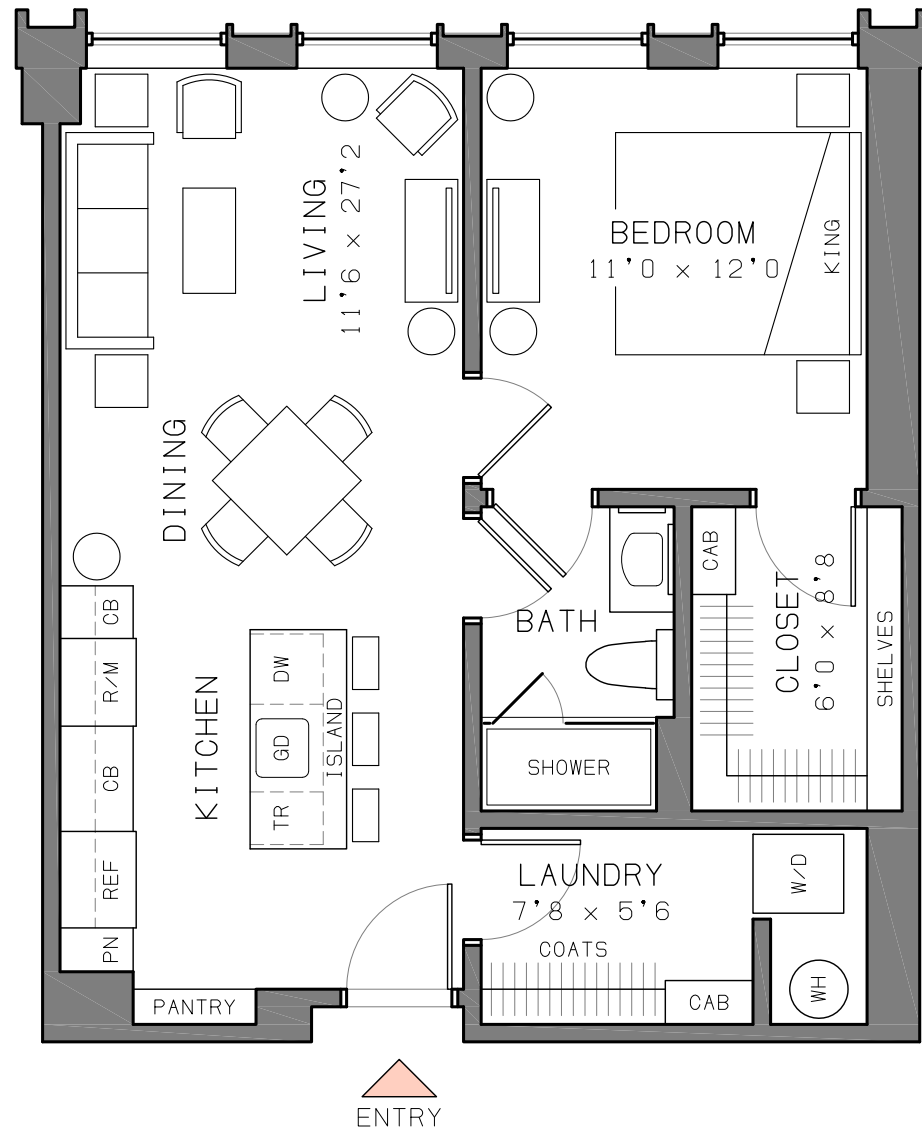 LIVING
11'6 x 27'2
BEDROOM
11'0 x 12'0
KING
DINING
KITCHEN
CB
R/M
CB
REF
PN
PANTRY
DW
GD
TR
ISLAND
BATH
SHOWER
CAB
CLOSET
6'0 x 8'8
SHELVES
LAUNDRY
7'8 x 5'6
COATS
CAB
W/D
WH
ENTRY